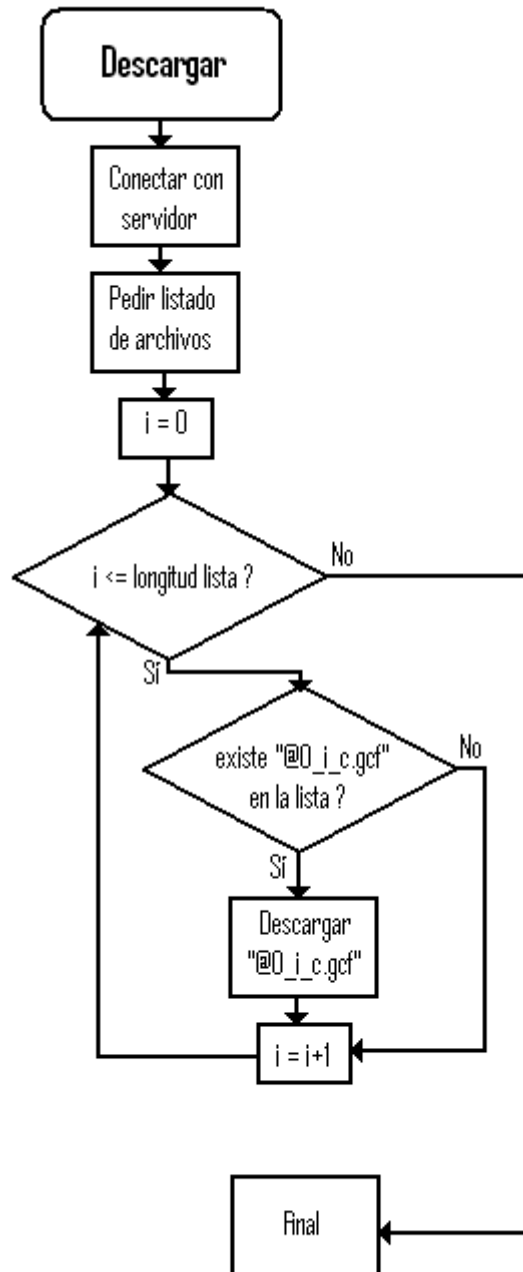 Descargar
Conectar con
servidor
Pedir listado
de archivos
i = 0
i <= longitud lista ?
No
Sí
existe "@0_i_c.gcf"
en la lista ?
No
Sí
Descargar
"@0_i_c.gcf"
i = i+1
Final